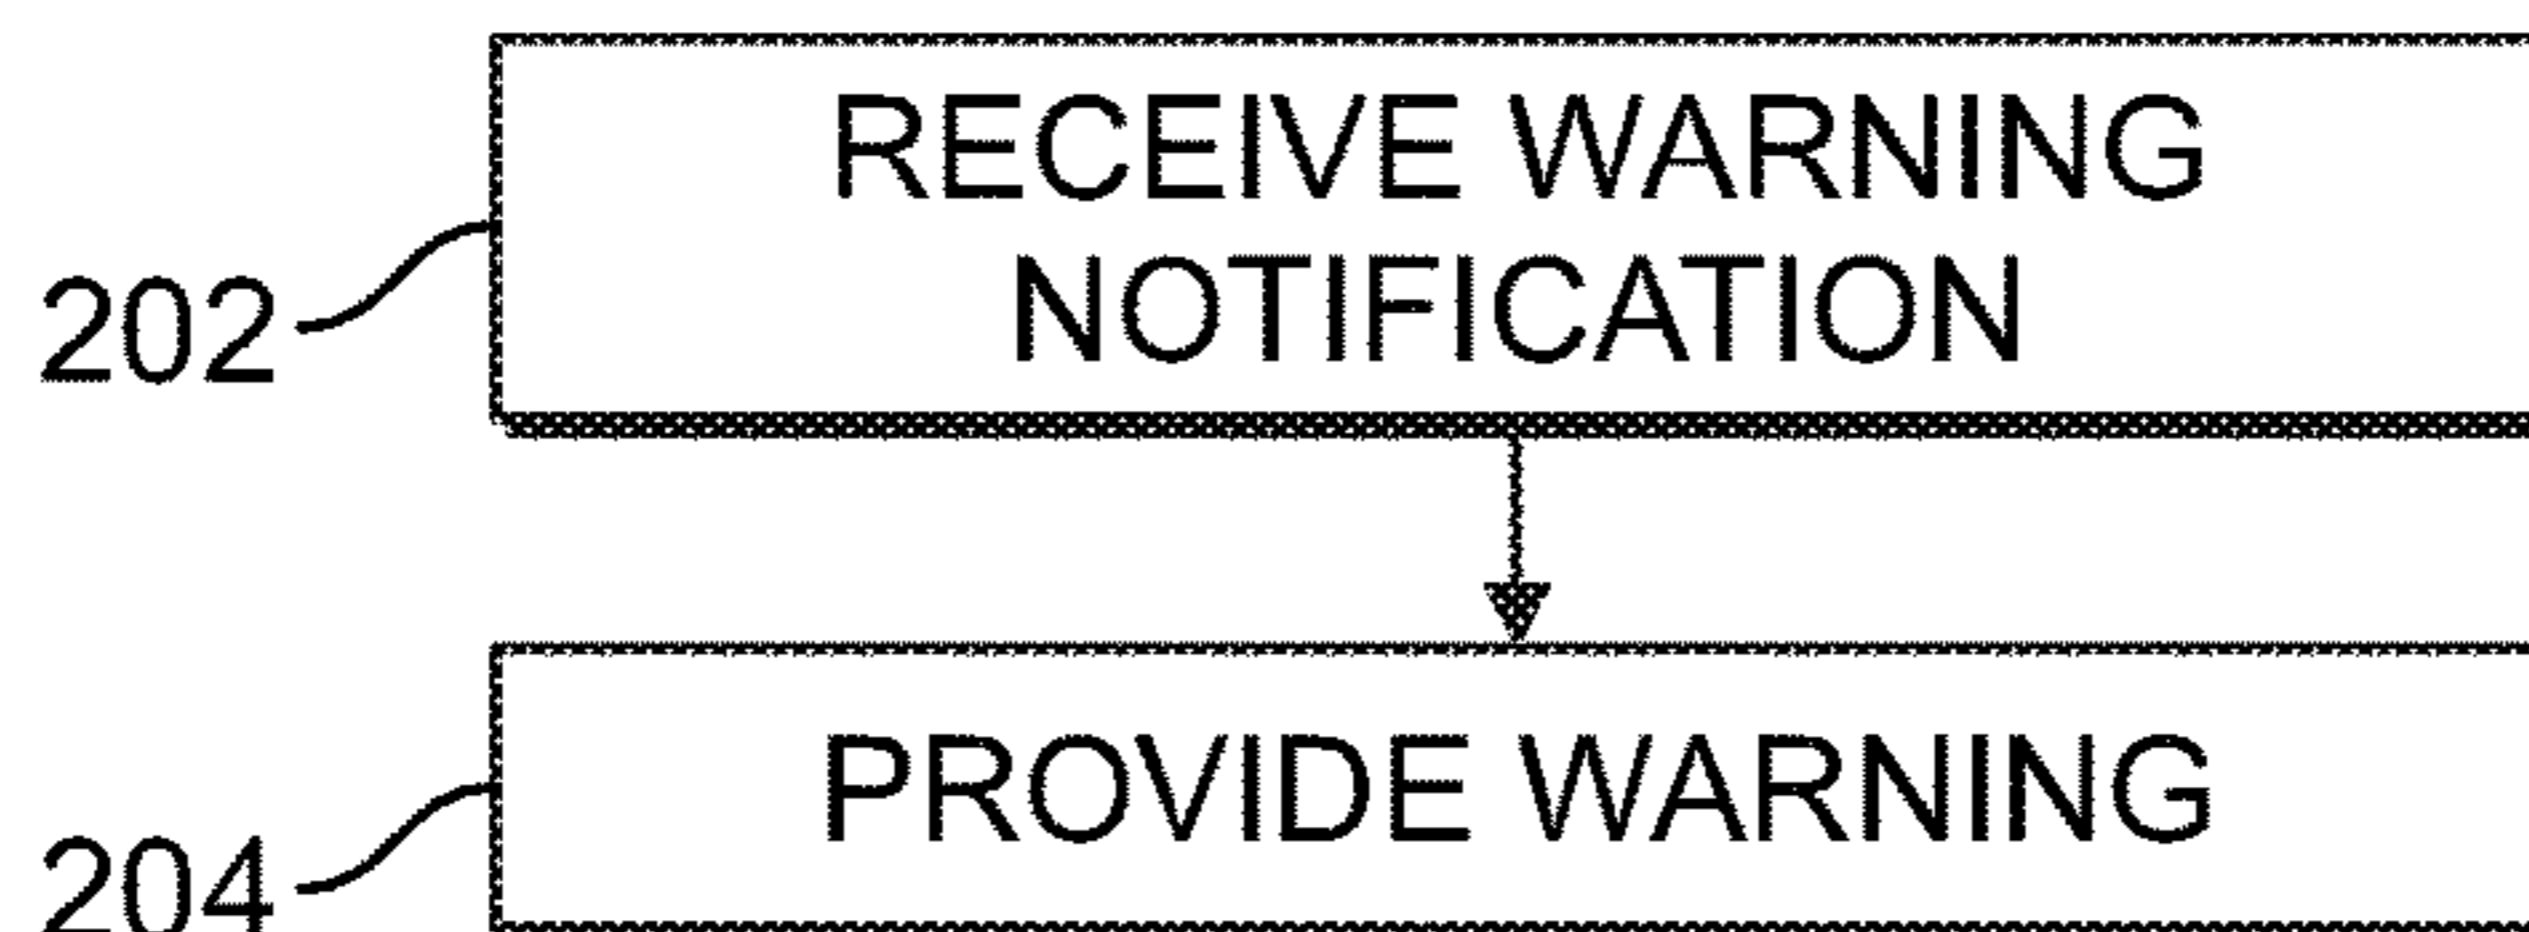 RECEIVE WARNING
NOTIFICATION
202
PROVIDE WARNING
204